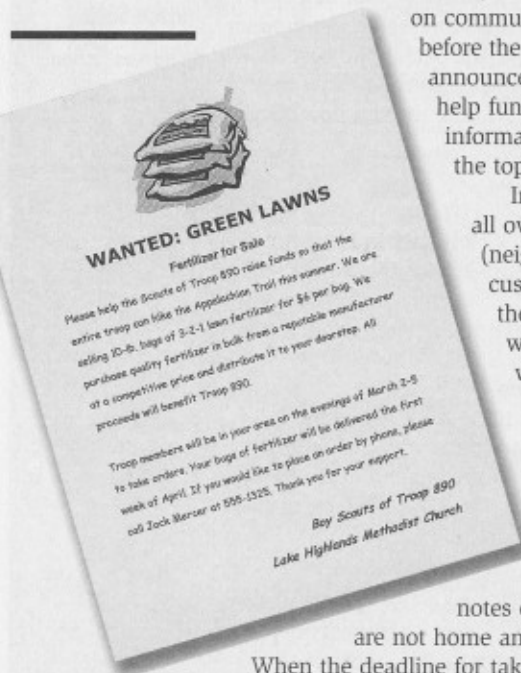 on commu
before the
announce
help fun
informa
the top
I
all ov
(neig
cus
the
w
WANTED: GREEN LAWNS
Fertilizer for Sale
Please help the Scouts of Troop 890 raise funds so that the
entire troop can hike the Appalachian Trail this summer. We are
selling 10-lb. bags of 3-2-1 lawn fertilizer for $6 per bag. We
purchase quality fertilizer in bulk from a reputable manufacturer
at a competitive price and distribute it to your doorstep. All
proceeds will benefit Troop 890.
Troop members will be in your area on the evenings of March 2-5
to take orders. Your bags of fertilizer will be delivered the first
week of April. If you would like to place an order by phone, please
call Jack Mercer at 555-1325. Thank you for your support.
Boy Scouts of Troop 890
Lake Highlands Methodist Church
notes
are not home an
When the deadline for tak